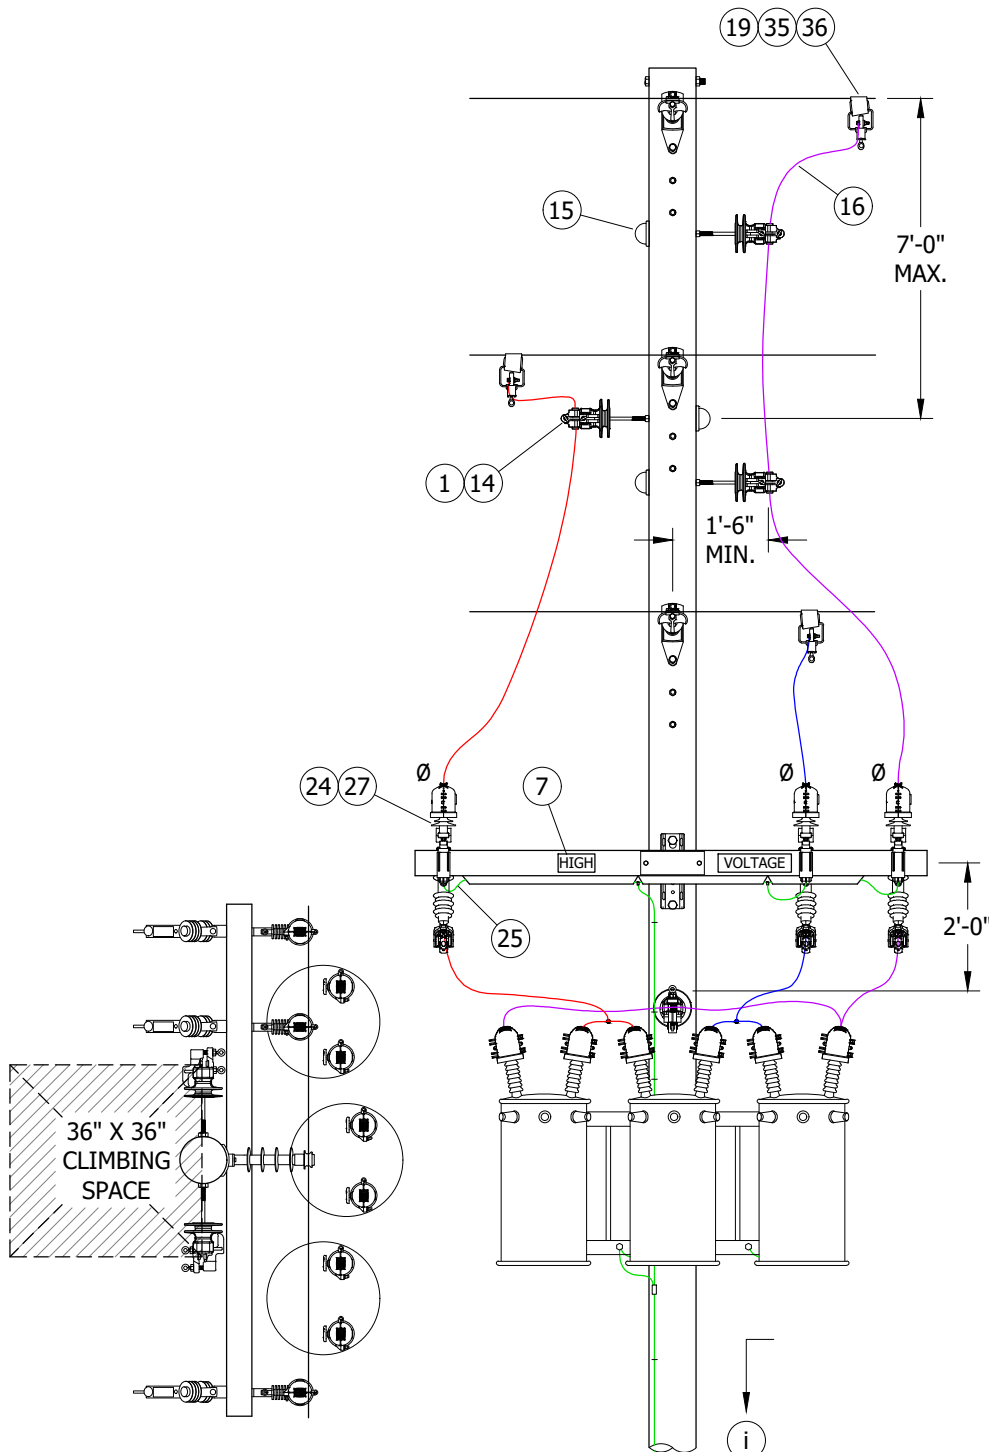 19 35 36
15
16
7'-0"
MAX.
1 14
1'-6"
MIN.
Ø Ø Ø
24 27 7
HIGH VOLTAGE
25
2'-0"
36" X 36"
CLIMBING
SPACE
i